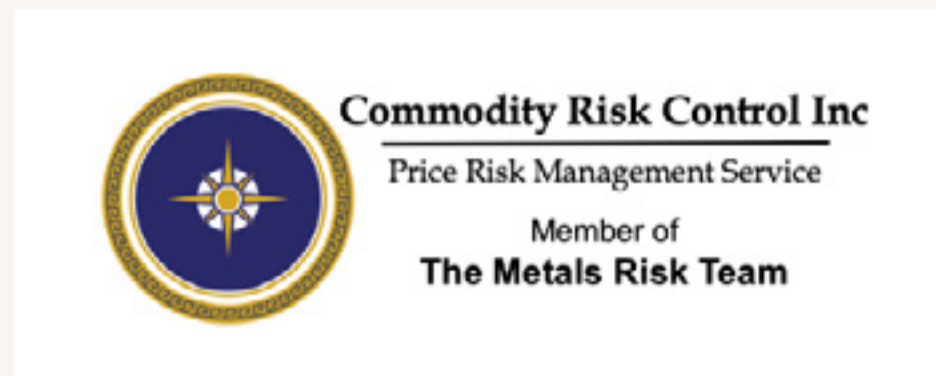 Commodity Risk Control Inc
Price Risk Management Service
Member of
The Metals Risk Team